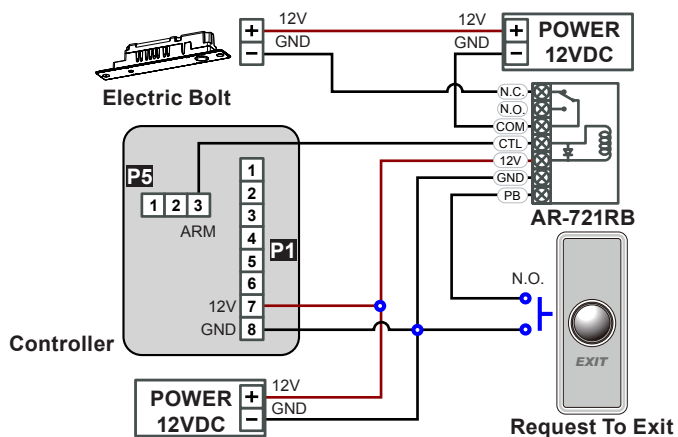 12V
12V
+
+
POWER
GND
GND
−
−
12VDC
Electric Bolt
N.C.
N.O.
COM
CTL
12V
GND
PB
AR-721RB
P5
1 2 3
ARM
1
2
3
4
5
6
P1
12V 7
GND 8
Controller
N.O.
EXIT
Request To Exit
POWER
12VDC
+
−
12V
GND